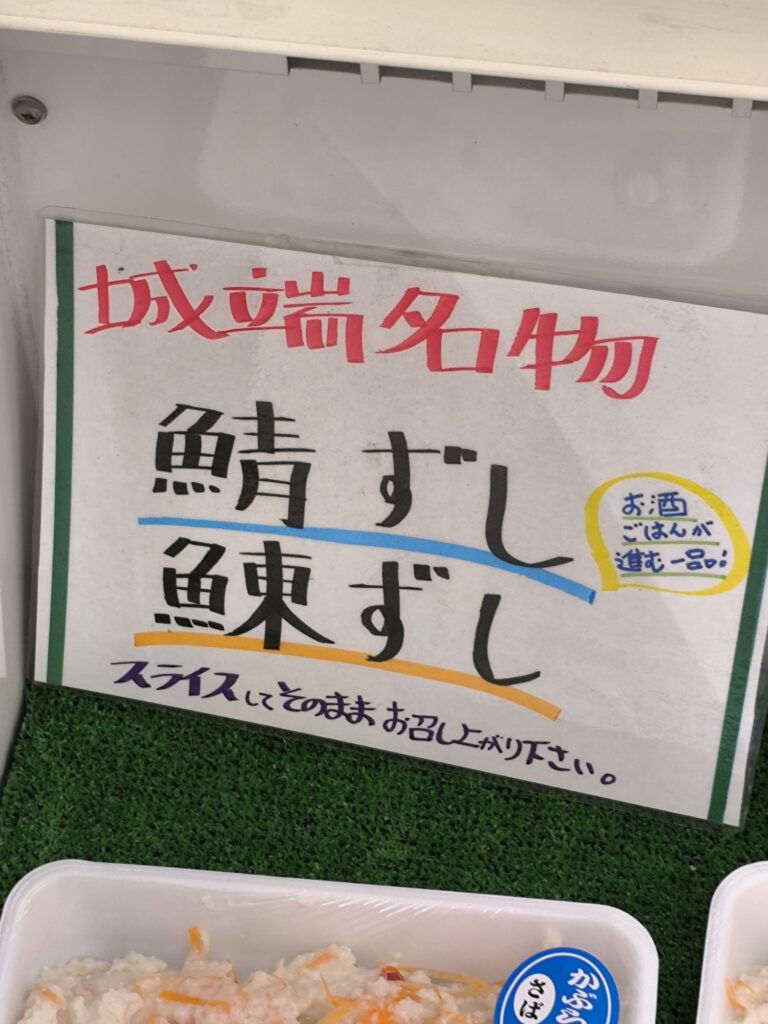 城端名物
鯖ずし
鰊ずし
お酒
ごはんが
進む一品!
スライスしてそのままお召し上がり下さい。
かぶら
さば